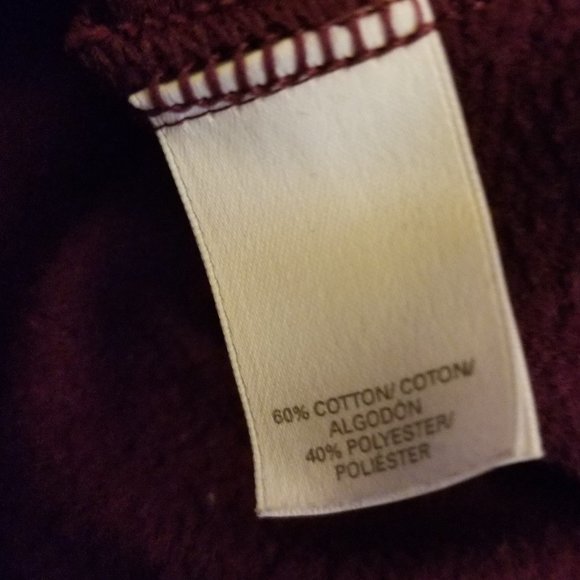 60% COTTON/ COTON/
ALGODÓN
40% POLYESTER/
POLIÉSTER